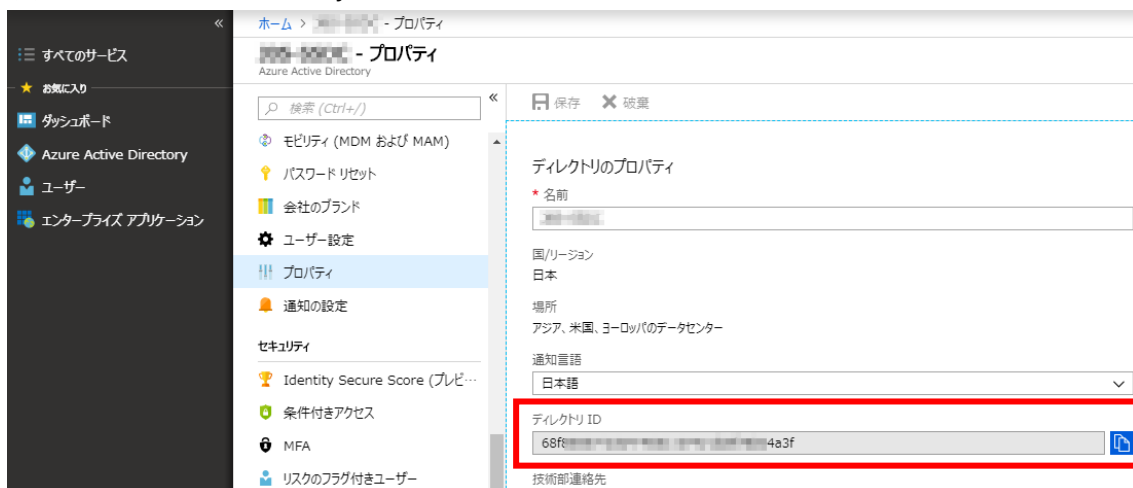 «
すべてのサービス
お気に入り
ダッシュボード
Azure Active Directory
ユーザー
エンタープライズ アプリケーション
ホーム > - プロパティ
- プロパティ
Azure Active Directory
検索 (Ctrl+/)
«
モビリティ (MDM および MAM)
パスワード リセット
会社のブランド
ユーザー設定
プロパティ
通知の設定
セキュリティ
Identity Secure Score (プレビ…
条件付きアクセス
MFA
リスクのフラグ付きユーザー
保存 破棄
ディレクトリのプロパティ
* 名前
国/リージョン
日本
場所
アジア、米国、ヨーロッパのデータセンター
通知言語
日本語
ディレクトリ ID
68f 4a3f
技術部連絡先